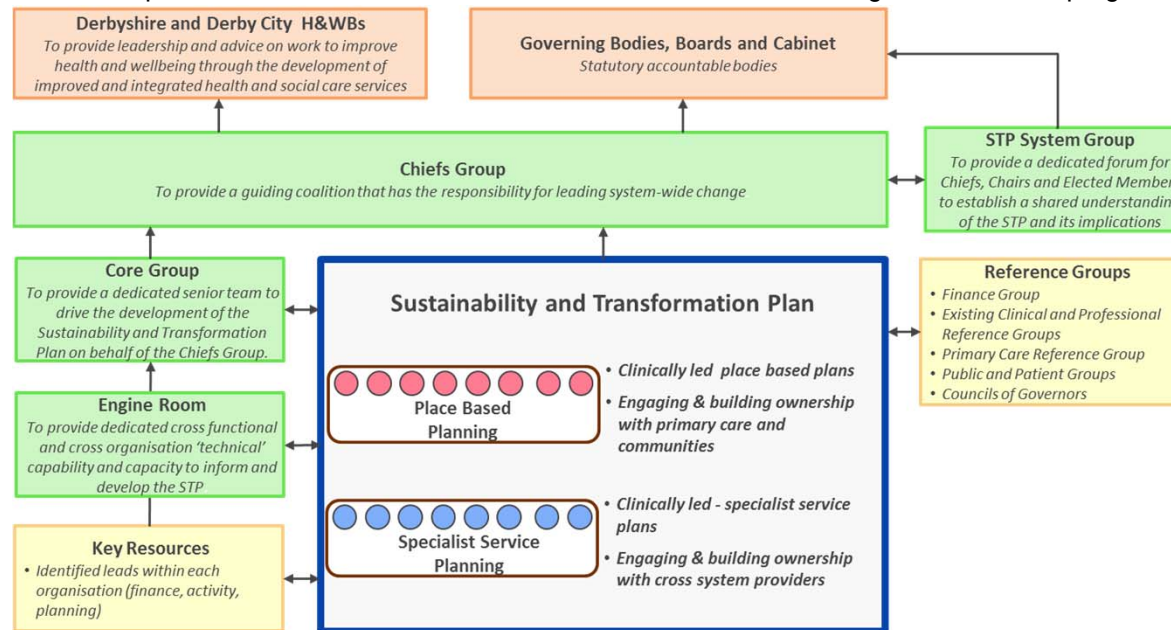 Derbyshire and Derby City H&WBs
To provide leadership and advice on work to improve
health and wellbeing through the development of
improved and integrated health and social care services
Governing Bodies, Boards and Cabinet
Statutory accountable bodies
Chiefs Group
To provide a guiding coalition that has the responsibility for leading system-wide change
STP System Group
To provide a dedicated forum for
Chiefs, Chairs and Elected Member
to establish a shared understandin
of the STP and its implications
Core Group
To provide a dedicated senior team to
drive the development of the
Sustainability and Transformation
Plan on behalf of the Chiefs Group.
Engine Room
To provide dedicated cross functional
and cross organisation ‘technical’
capability and capacity to inform and
develop the STP
Key Resources
• Identified leads within each
organisation (finance, activity,
planning)
Sustainability and Transformation Plan
Place Based
Planning
• Clinically led place based plans
• Engaging & building ownership
with primary care and
communities
Specialist Service
Planning
• Clinically led - specialist service
plans
• Engaging & building ownership
with cross system providers
Reference Groups
• Finance Group
• Existing Clinical and Professional
Reference Groups
• Primary Care Reference Group
• Public and Patient Groups
• Councils of Governors